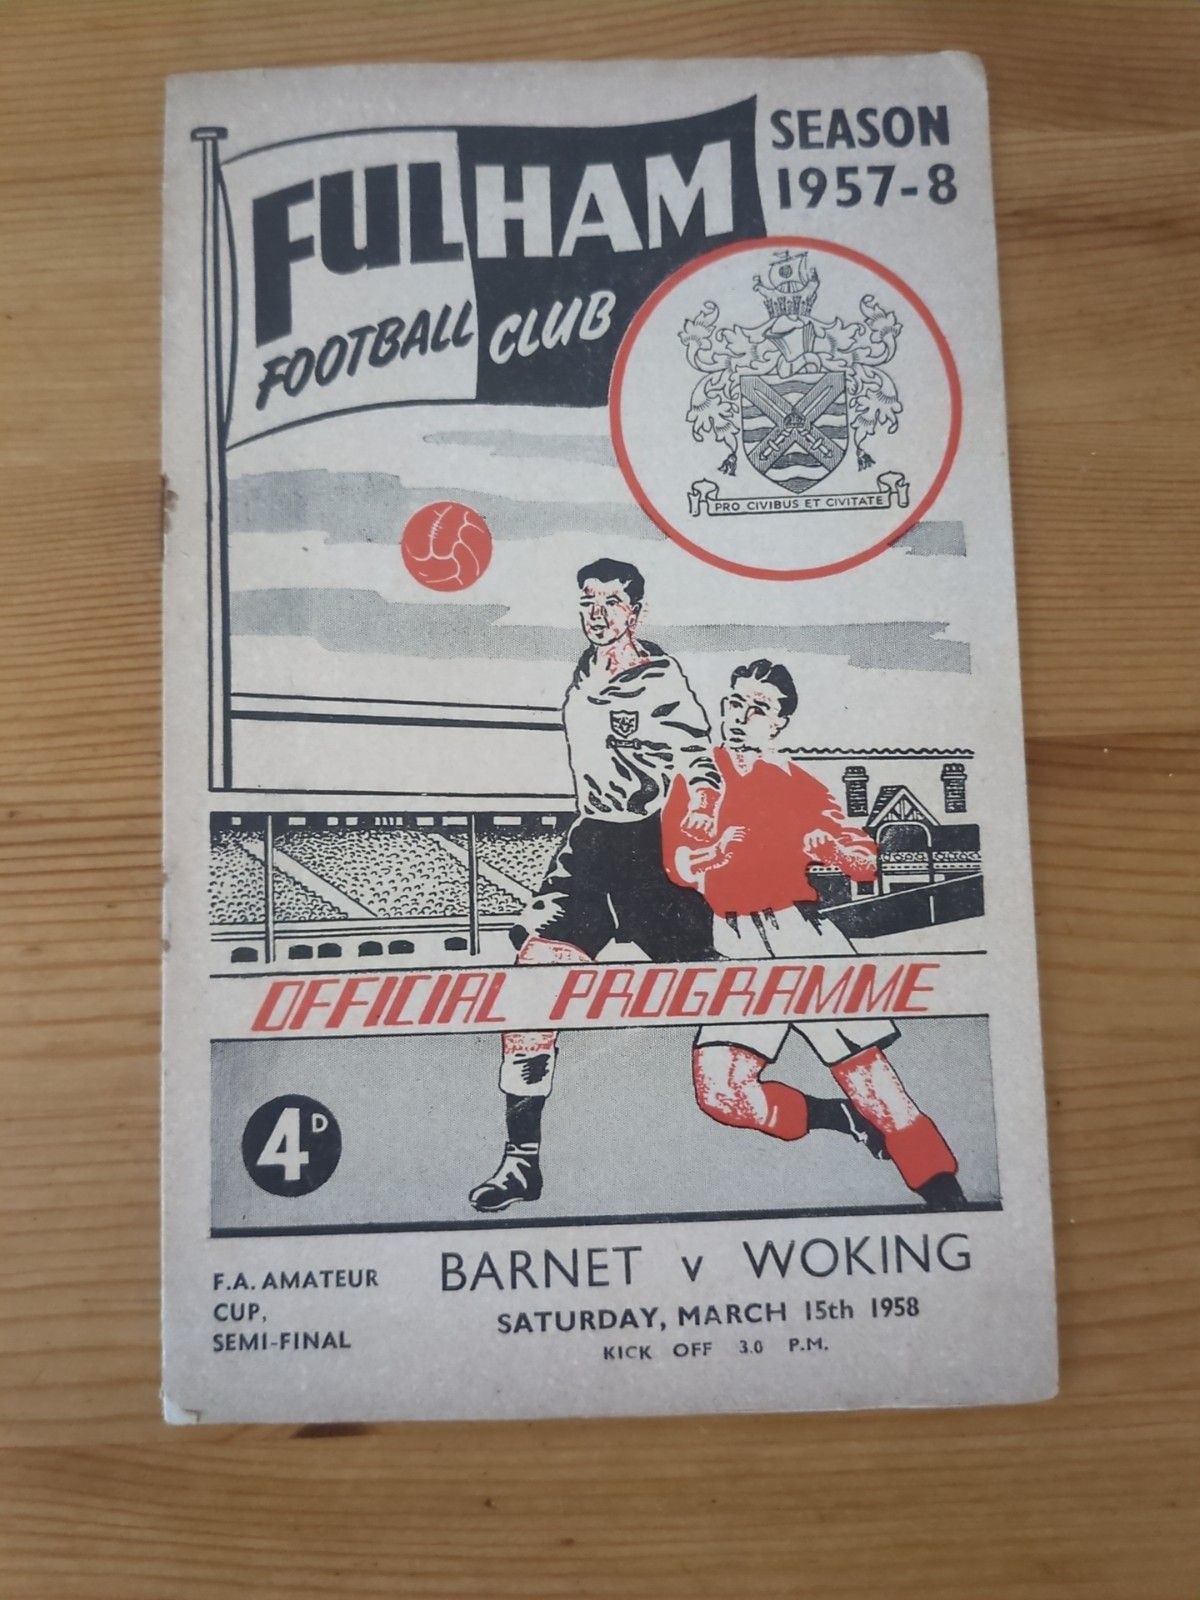 SEASON
1957-8
FULHAM
FOOTBALL CLUB
PRO CIVIBUS ET CIVITATE
OFFICIAL PROGRAMME
4D
F.A. AMATEUR
CUP,
SEMI-FINAL
BARNET v WOKING
SATURDAY, MARCH 15th 1958
KICK OFF 3.0 P.M.